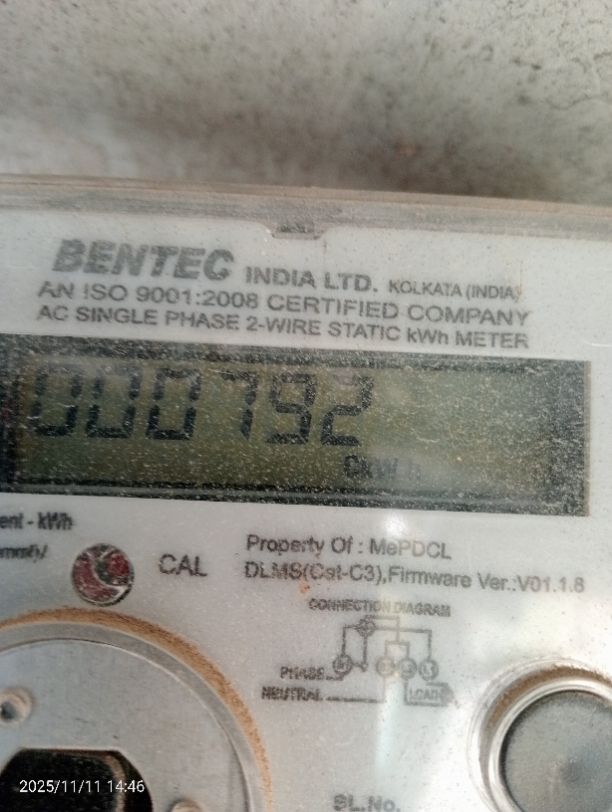 BENTEC INDIA LTD. KOLKATA (INDIA)
AN ISO 9001:2008 CERTIFIED COMPANY
AC SINGLE PHASE 2-WIRE STATIC kWh METER
000792
kWh
ent - kWh
CAL
Property Of : MePDCL
DLMS(Cat-C3),Firmware Ver.:V01.1.8
CONNECTION DIAGRAM
PHASE
NEUTRAL
LOAD
SL.No.
2025/11/11 14:46